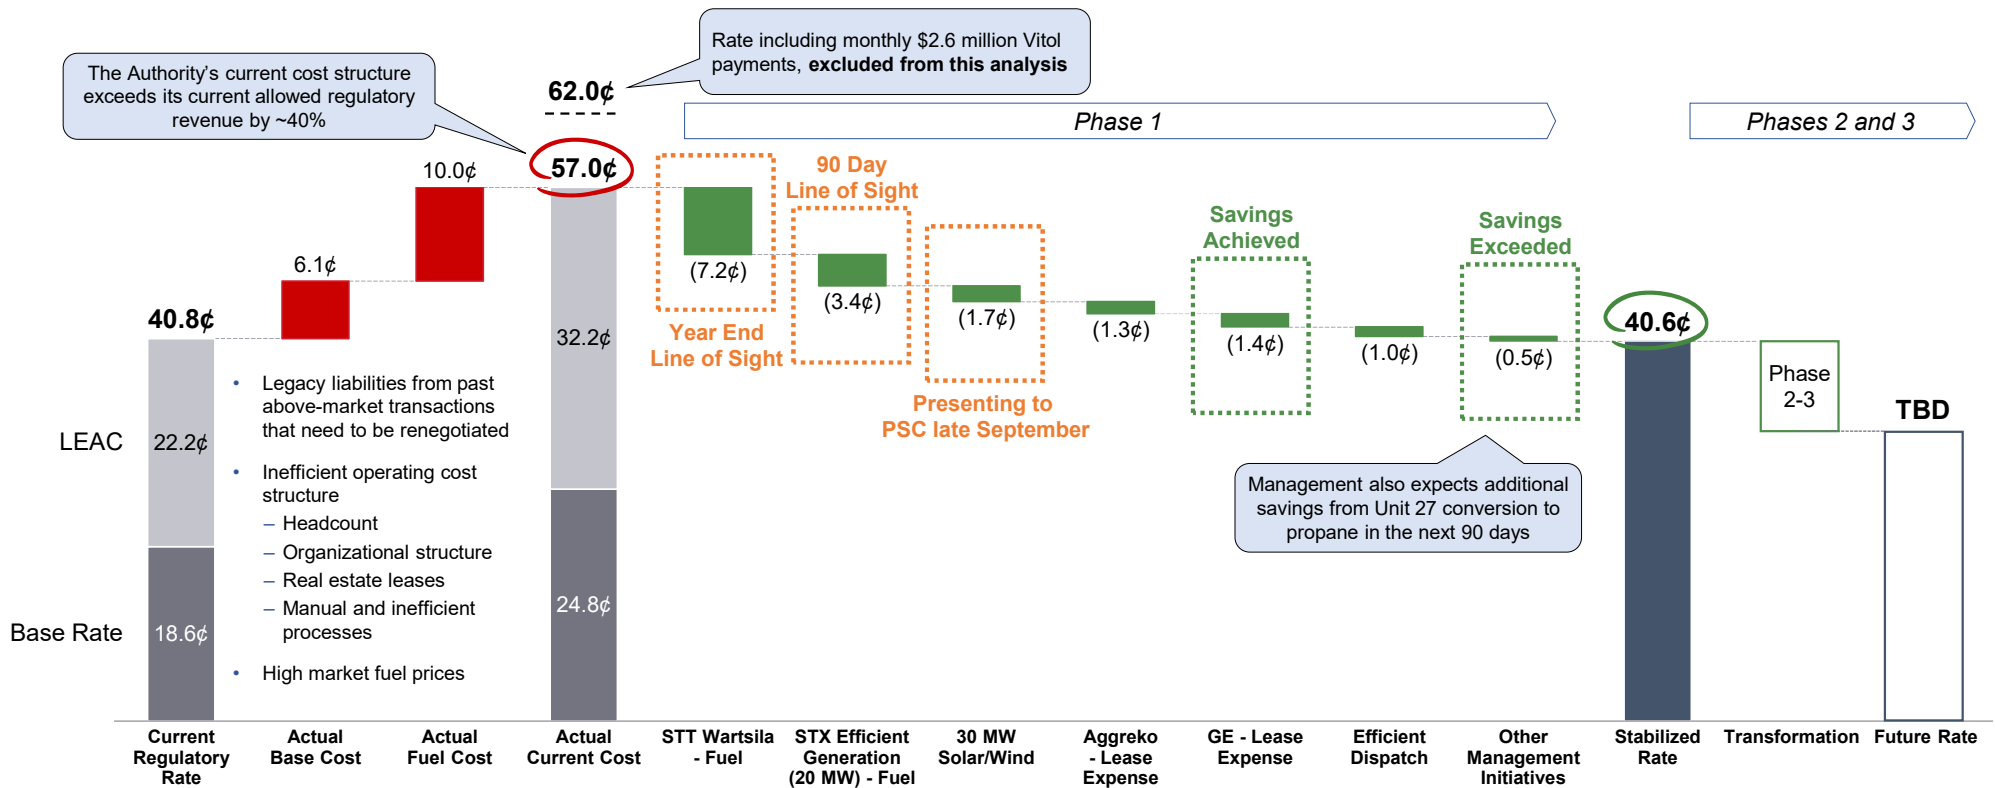 The Authority's current cost structure
exceeds its current allowed regulatory
revenue by ~40%
Rate including monthly $2.6 million Vitol
payments, excluded from this analysis
62.0¢
Phase 1
Phases 2 and 3
57.0¢
10.0¢
6.1¢
40.8¢
90 Day
Line of Sight
(7.2¢)
Year End
Line of Sight
(3.4¢)
(1.7¢)
Presenting to
PSC late September
(1.3¢)
Savings
Achieved
(1.4¢)
(1.0¢)
Savings
Exceeded
(0.5¢)
40.6¢
Phase
2-3
TBD
Management also expects additional
savings from Unit 27 conversion to
propane in the next 90 days
LEAC
22.2¢
32.2¢
Base Rate
18.6¢
24.8¢
• Legacy liabilities from past
above-market transactions
that need to be renegotiated
• Inefficient operating cost
structure
– Headcount
– Organizational structure
– Real estate leases
– Manual and inefficient
processes
• High market fuel prices
Current
Regulatory
Rate
Actual
Base Cost
Actual
Fuel Cost
Actual
Current Cost
STT Wartsila
- Fuel
STX Efficient
Generation
(20 MW) - Fuel
30 MW
Solar/Wind
Aggreko
- Lease
Expense
GE - Lease
Expense
Efficient
Dispatch
Other
Management
Initiatives
Stabilized
Rate
Transformation
Future Rate